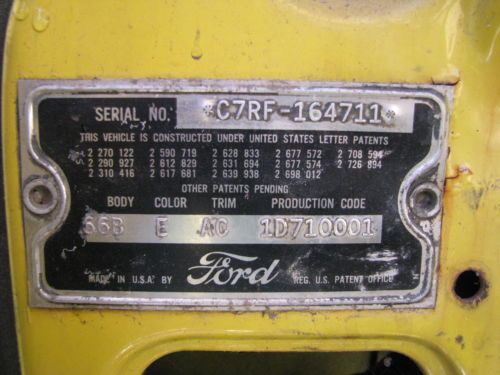 SERIAL NO. *C7RF-164711*
THIS VEHICLE IS CONSTRUCTED UNDER UNITED STATES LETTER PATENTS
2 270 122 2 590 719 2 628 833 2 677 572 2 708 594
2 290 927 2 612 829 2 631 694 2 677 574 2 726 894
2 310 416 2 617 681 2 639 938 2 698 012
OTHER PATENTS PENDING
BODY COLOR TRIM PRODUCTION CODE
66B E AC 1D710001
MADE IN U.S.A. BY Ford REG. U.S. PATENT OFFICE